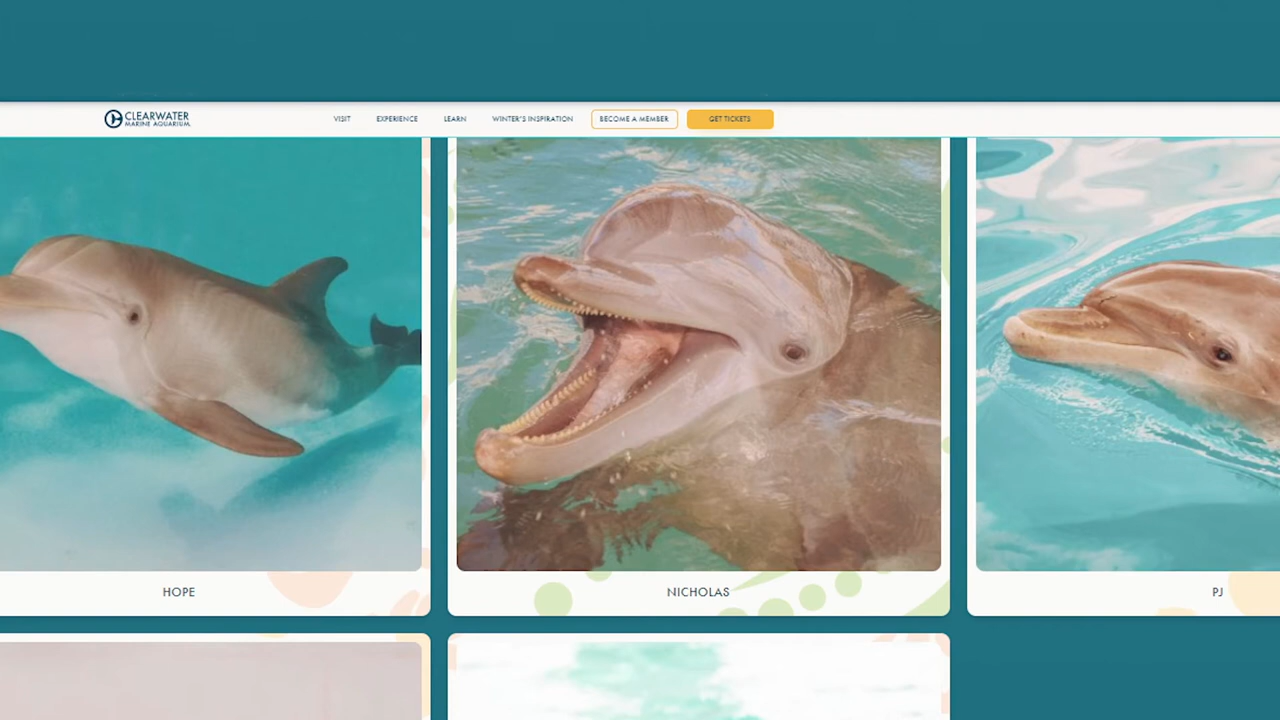 CLEARWATER
MARINE AQUARIUM
VISIT
EXPERIENCE
LEARN
WINTER'S INSPIRATION
BECOME A MEMBER
GET TICKETS
HOPE
NICHOLAS
PJ